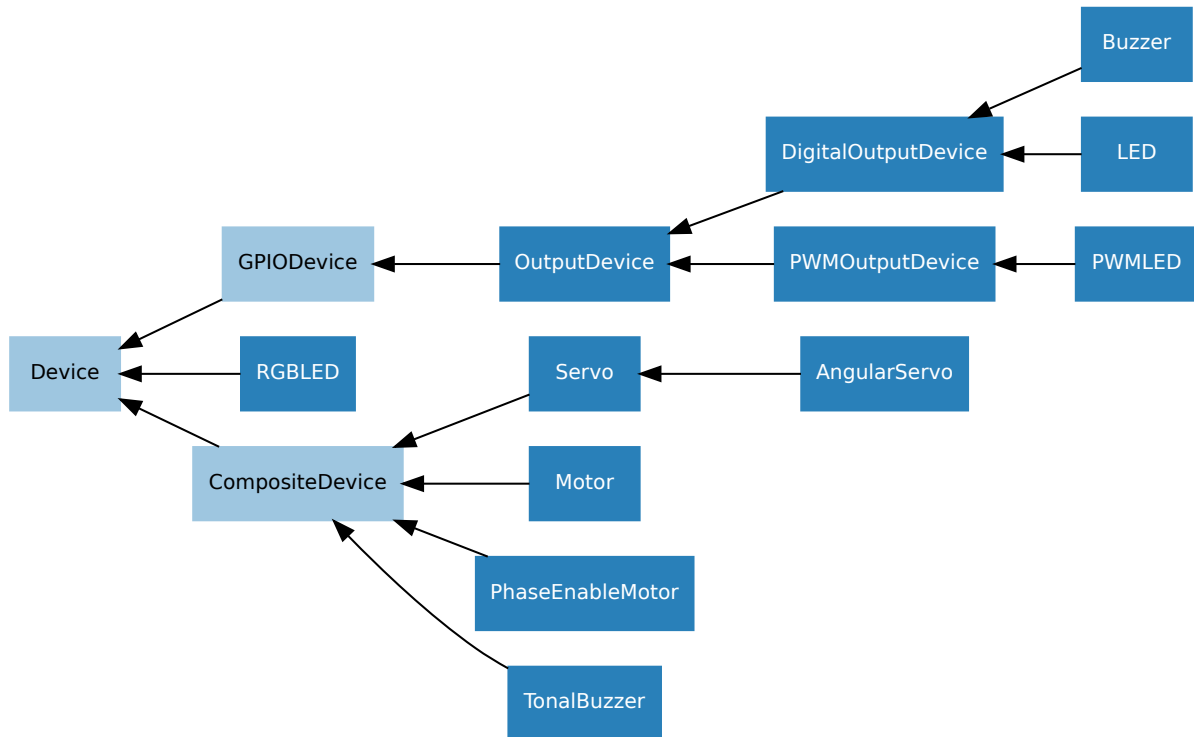 Buzzer
DigitalOutputDevice
LED
GPIODevice
OutputDevice
PWMOutputDevice
PWMLED
Device
RGBLED
Servo
AngularServo
CompositeDevice
Motor
PhaseEnableMotor
TonalBuzzer